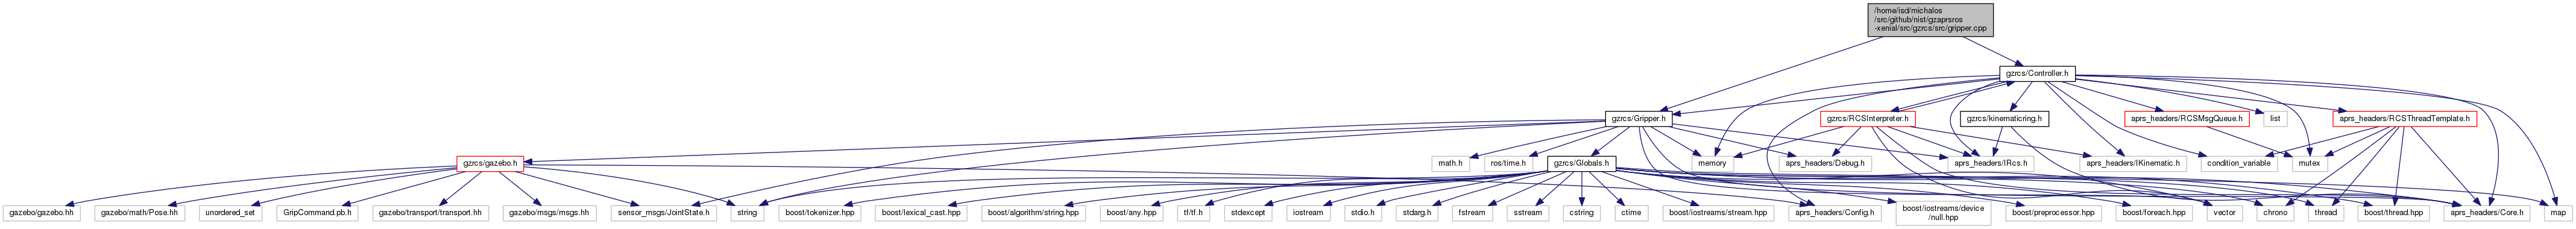 /home/isd/michalos
/src/github/nist/gzaprsros
-xenial/src/gzrcs/src/gripper.cpp
gzrcs/Controller.h
gzrcs/Gripper.h
gzrcs/RCSInterpreter.h
gzrcs/kinematicring.h
aprs_headers/RCSMsgQueue.h
list
aprs_headers/RCSThreadTemplate.h
gzrcs/gazebo.h
math.h
ros/time.h
gzrcs/Globals.h
memory
aprs_headers/Debug.h
aprs_headers/IRcs.h
aprs_headers/IKinematic.h
condition_variable
mutex
gazebo/gazebo.hh
gazebo/math/Pose.hh
unordered_set
GripCommand.pb.h
gazebo/transport/transport.hh
gazebo/msgs/msgs.hh
sensor_msgs/JointState.h
string
boost/tokenizer.hpp
boost/lexical_cast.hpp
boost/algorithm/string.hpp
boost/any.hpp
tf/tf.h
stdexcept
iostream
stdio.h
stdarg.h
fstream
sstream
cstring
ctime
boost/iostreams/stream.hpp
aprs_headers/Config.h
boost/iostreams/device
/null.hpp
boost/preprocessor.hpp
boost/foreach.hpp
vector
chrono
thread
boost/thread.hpp
aprs_headers/Core.h
map